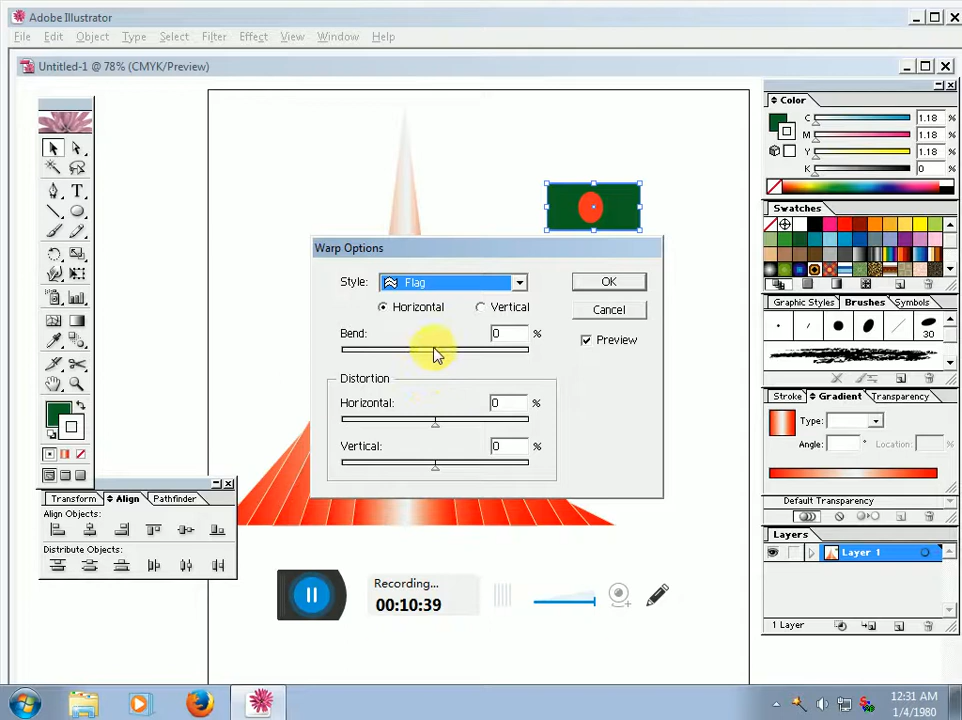 Adobe Illustrator
File Edit Object Type Select Filter Effect View Window Help
Untitled-1 @ 78% (CMYK/Preview)
Color
C 1.18 %
M 1.18 %
Y 1.18 %
K 0 %
Swatches
Graphic Styles Brushes Symbols
30
Stroke Gradient Transparency
Type:
Angle: ° Location: %
Default Transparency
Layers
Layer 1
1 Layer
Warp Options
Style: Flag
OK
Horizontal Vertical
Cancel
Bend: 0 %
Preview
Distortion
Horizontal: 0 %
Vertical: 0 %
Transform Align Pathfinder
Align Objects:
Distribute Objects:
Recording...
00:10:39
12:31 AM
1/4/1980